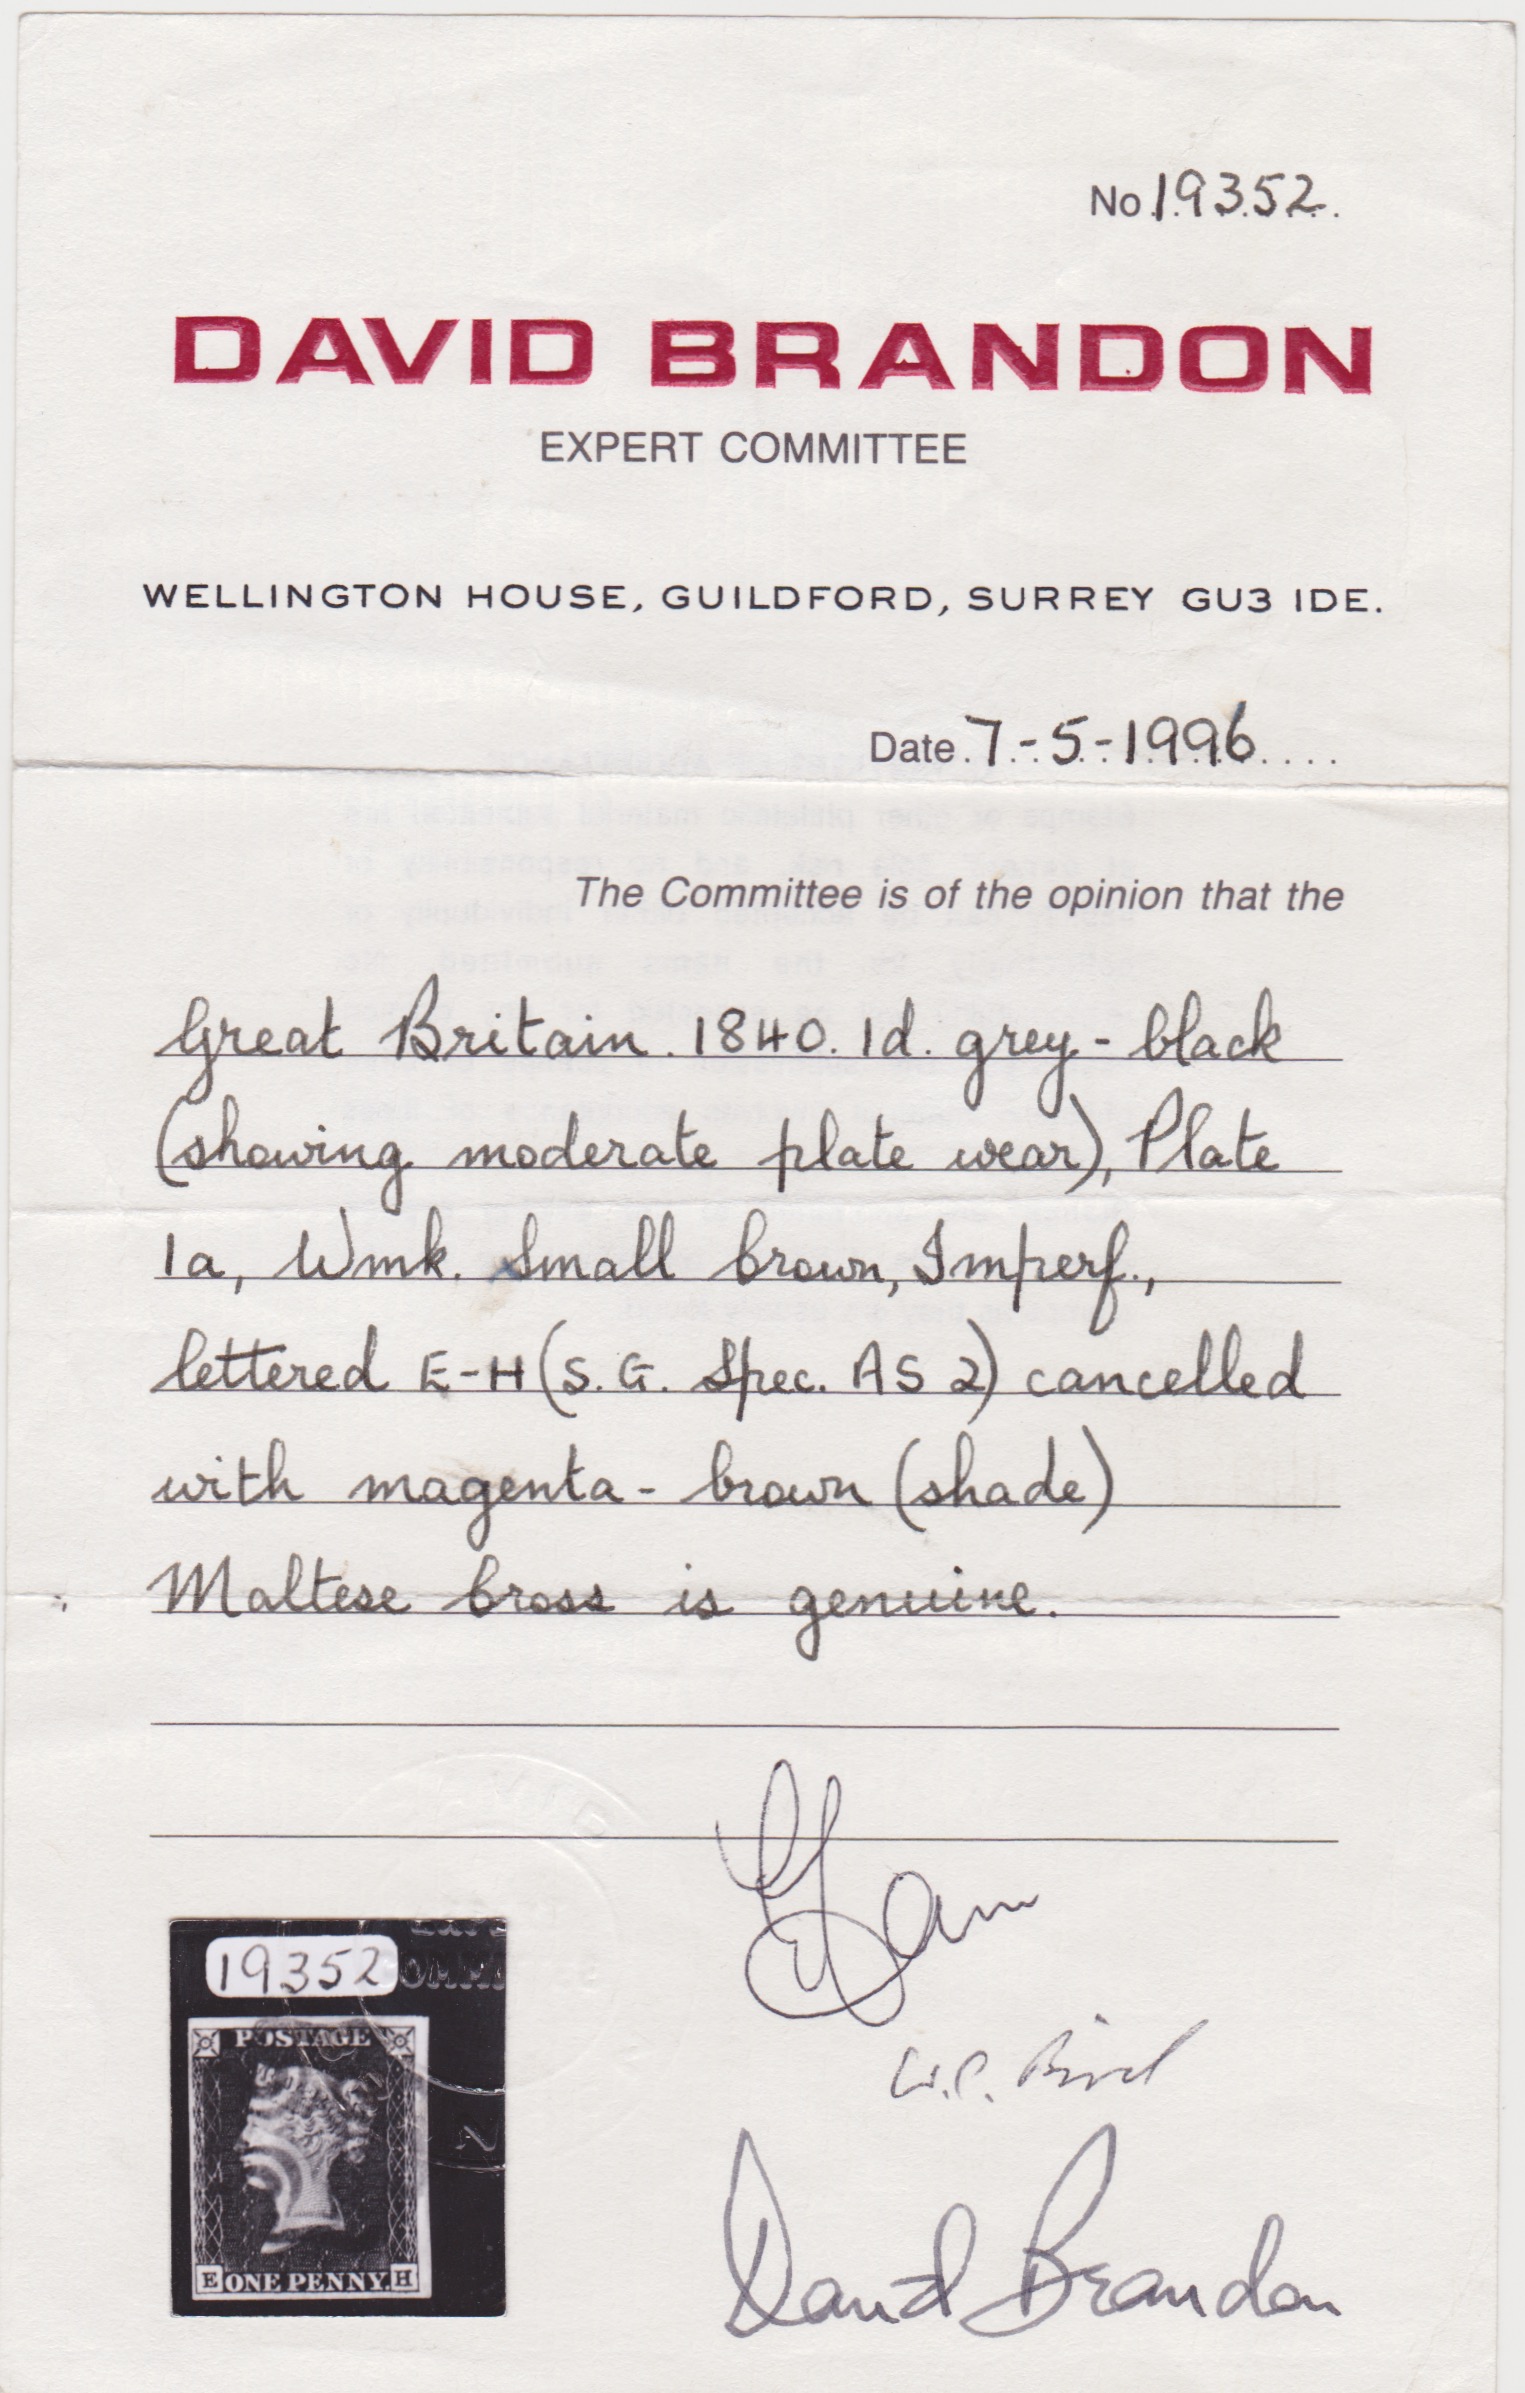 No 19352
DAVID BRANDON
EXPERT COMMITTEE
WELLINGTON HOUSE, GUILDFORD, SURREY GU3 IDE.
Date 7-5-1996
The Committee is of the opinion that the
Great Britain. 1840. 1d. grey-black
(showing moderate plate wear), Plate
1a, Wmk. Small Crown, Imperf.,
lettered E-H (S.G. Spec. AS 2) cancelled
with magenta-brown (shade)
Maltese Cross is genuine.
W.C. Bird
David Brandon
19352
POSTAGE
E ONE PENNY. H